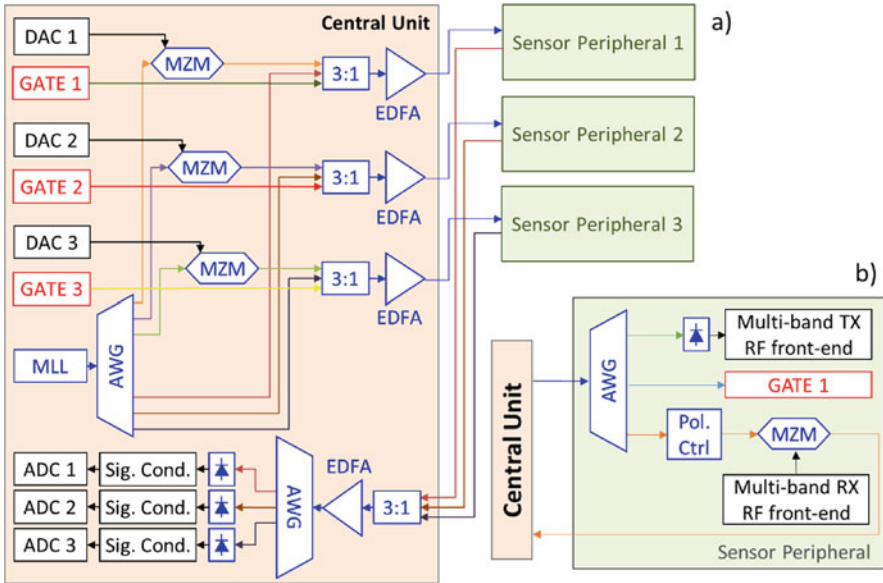 Central Unit
a)
DAC 1
MZM
GATE 1
3:1
EDFA
Sensor Peripheral 1
DAC 2
MZM
GATE 2
3:1
EDFA
Sensor Peripheral 2
DAC 3
MZM
GATE 3
3:1
EDFA
Sensor Peripheral 3
MLL
AWG
ADC 1
Sig. Cond.
ADC 2
Sig. Cond.
ADC 3
Sig. Cond.
AWG
EDFA
3:1
b)
Central Unit
AWG
Multi-band TX
RF front-end
GATE 1
Pol.
Ctrl
MZM
Multi-band RX
RF front-end
Sensor Peripheral